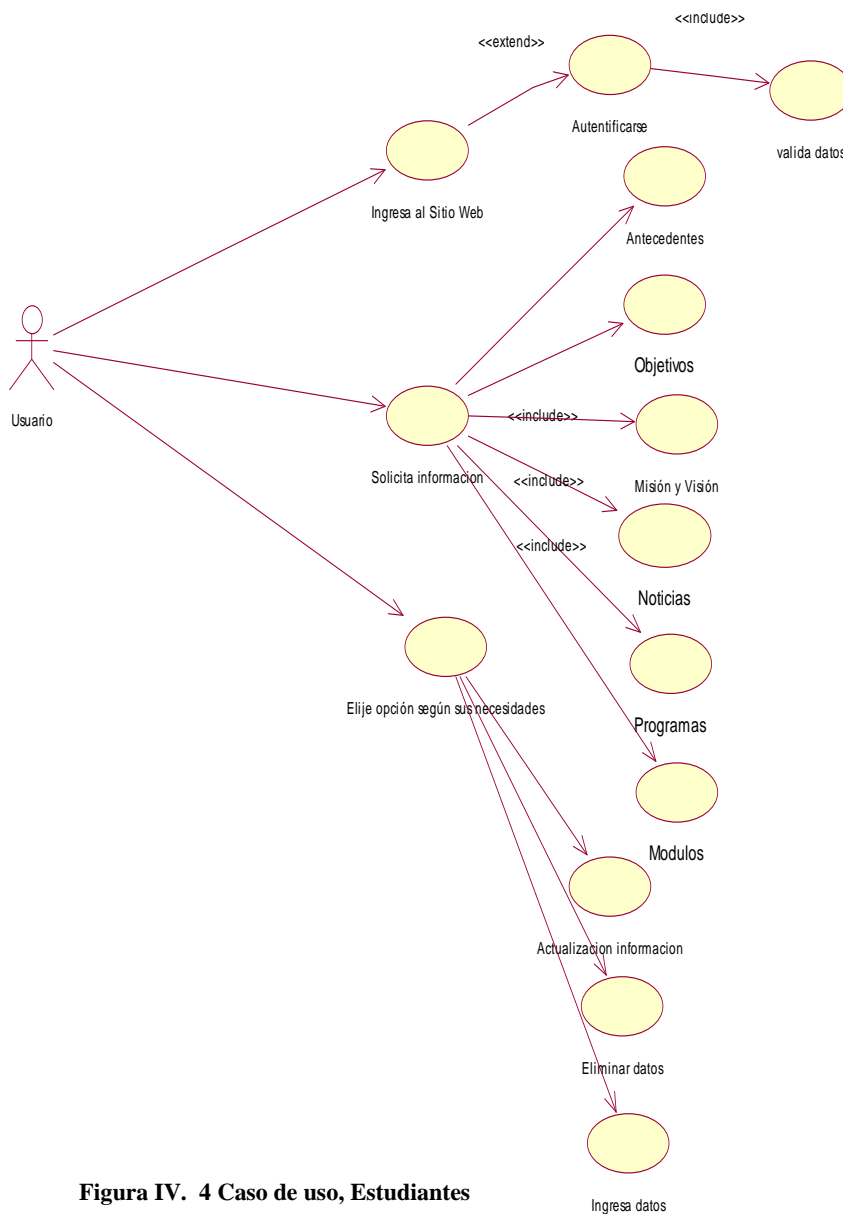 <<include>>
<<extend>>
Autentificarse
valida datos
Ingresa al Sitio Web
Antecedentes
Objetivos
Usuario
<<include>>
Solicita informacion
Misión y Visión
<<include>>
<<include>>
Noticias
Elije opción según sus necesidades
Programas
Modulos
Actualizacion informacion
Eliminar datos
Ingresa datos
Figura IV. 4 Caso de uso, Estudiantes